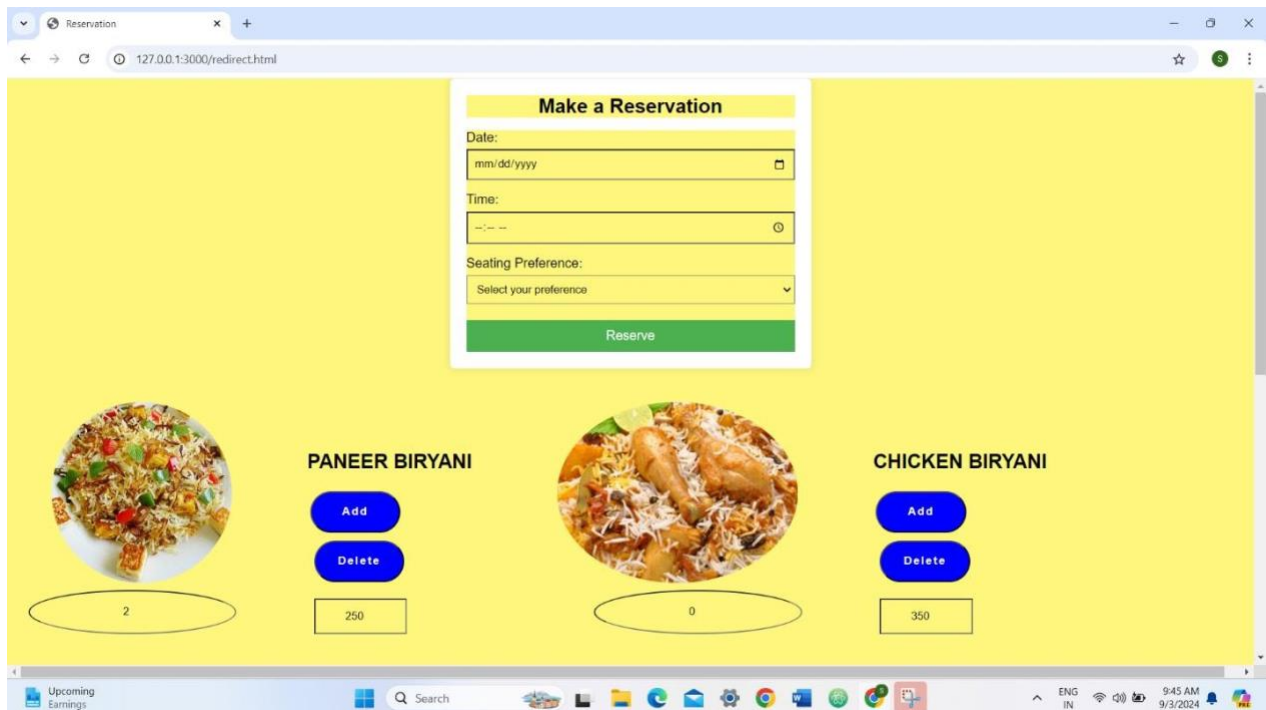 Reservation
127.0.0.1:3000/redirect.html
S
Make a Reservation
Date:
mm/dd/yyyy
Time:
--:-- --
Seating Preference:
Select your preference
Reserve
PANEER BIRYANI
Add
Delete
2
250
CHICKEN BIRYANI
Add
Delete
0
350
Upcoming
Earnings
Search
ENG
IN
9:45 AM
9/3/2024